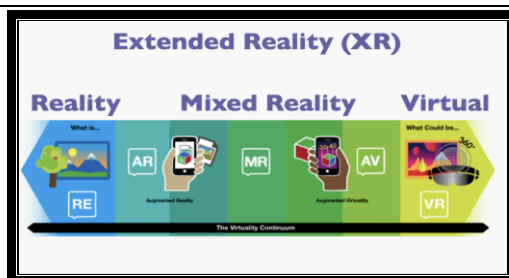 Extended Reality (XR)
Reality Mixed Reality Virtual
What is... What Could be...
360°
AR MR AV
RE VR
Augmented Reality Augmented Virtuality
The Virtuality Continuum